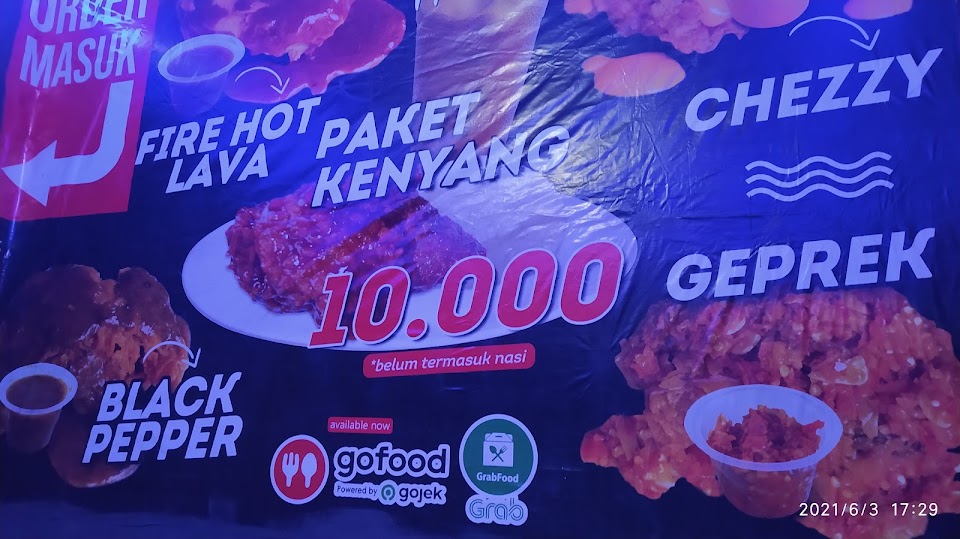 ORDER
MASUK
FIRE HOT
LAVA
PAKET
KENYANG
CHEZZY
10.000
*belum termasuk nasi
GEPREK
BLACK
PEPPER
available now
gofood
Powered by gojek
GrabFood
Grab
2021/6/3 17:29